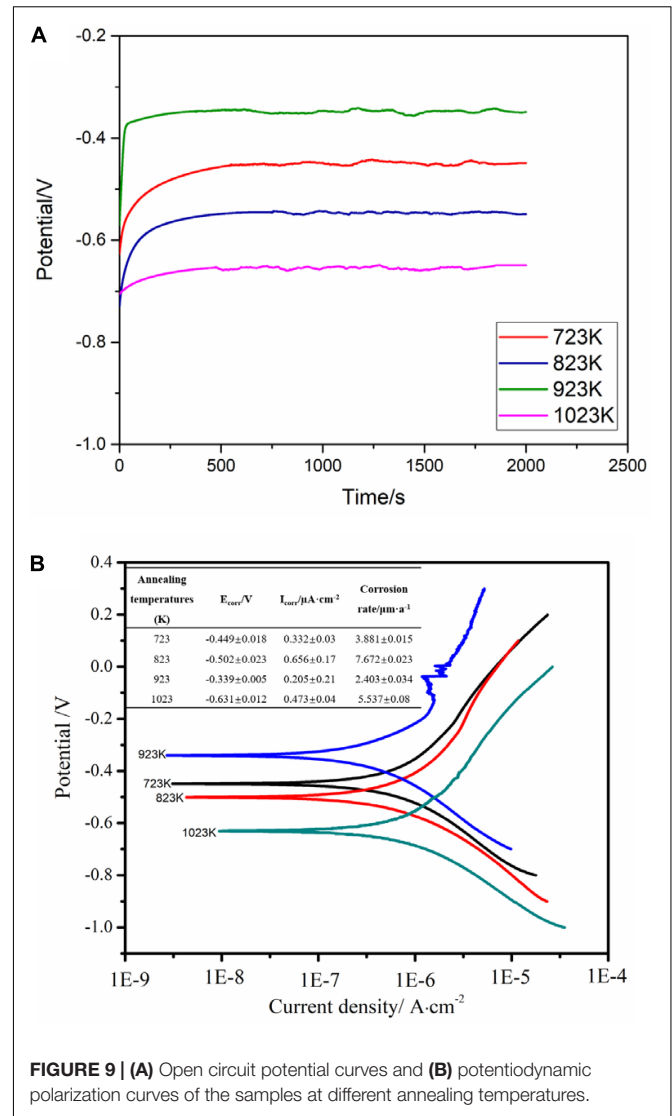 A
-0.2
-0.4
-0.6
-0.8
-1.0
Potential/V
0
500
1000
1500
2000
2500
Time/s
723K
823K
923K
1023K
B
0.4
0.2
0.0
-0.2
-0.4
-0.6
-0.8
-1.0
Potential /V
Annealing temperatures (K) E_corr/V I_corr/μA·cm⁻² Corrosion rate/μm·a⁻¹
723 -0.449±0.018 0.332±0.03 3.881±0.015
823 -0.502±0.023 0.656±0.17 7.672±0.023
923 -0.339±0.005 0.205±0.21 2.403±0.034
1023 -0.631±0.012 0.473±0.04 5.537±0.08
923K
723K
823K
1023K
1E-9 1E-8 1E-7 1E-6 1E-5 1E-4
Current density/ A·cm⁻²
FIGURE 9 | (A) Open circuit potential curves and (B) potentiodynamic
polarization curves of the samples at different annealing temperatures.